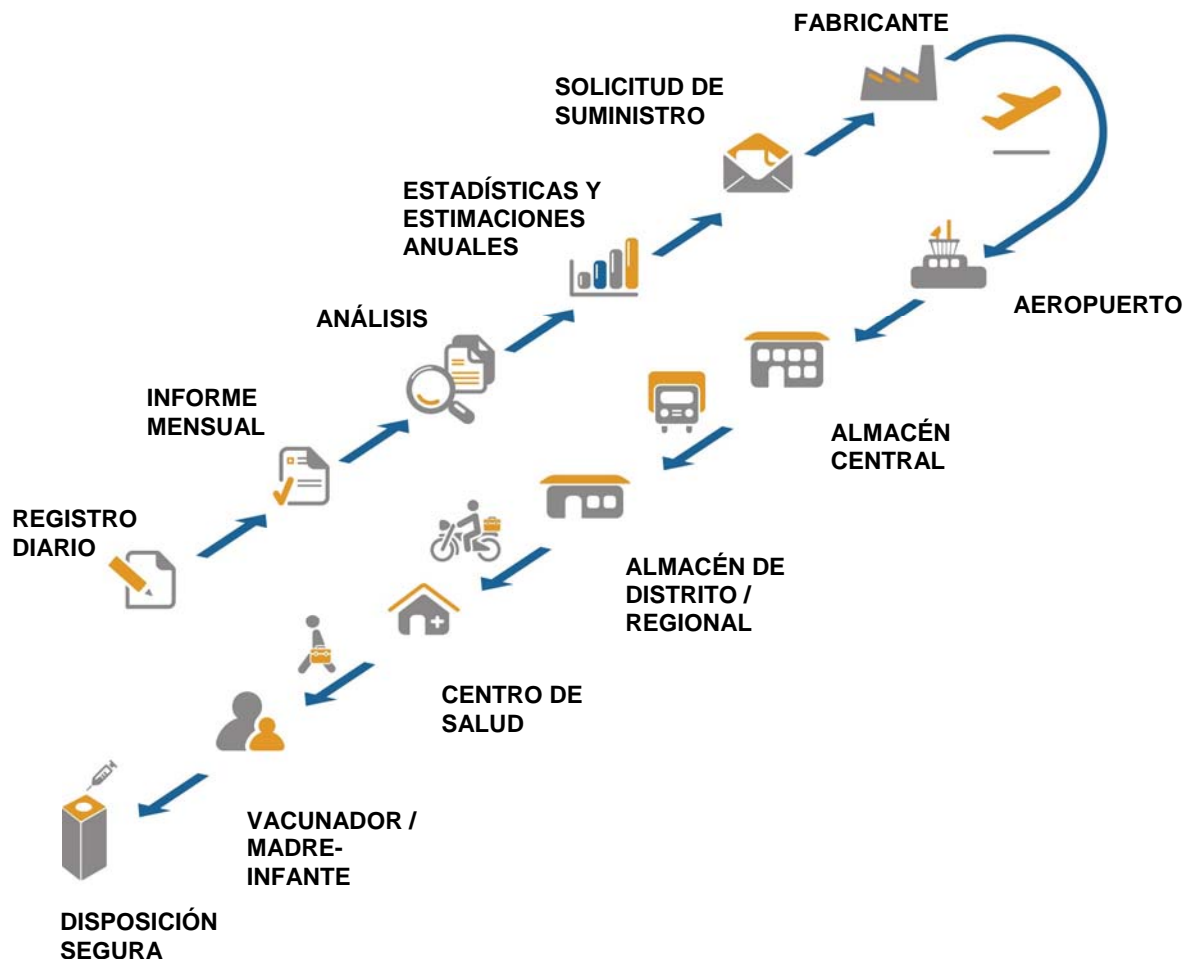 FABRICANTE
SOLICITUD DE
SUMINISTRO
ESTADÍSTICAS Y
ESTIMACIONES
ANUALES
ANÁLISIS
INFORME
MENSUAL
REGISTRO
DIARIO
AEROPUERTO
ALMACÉN
CENTRAL
ALMACÉN DE
DISTRITO /
REGIONAL
CENTRO DE
SALUD
VACUNADOR /
MADRE-
INFANTE
DISPOSICIÓN
SEGURA